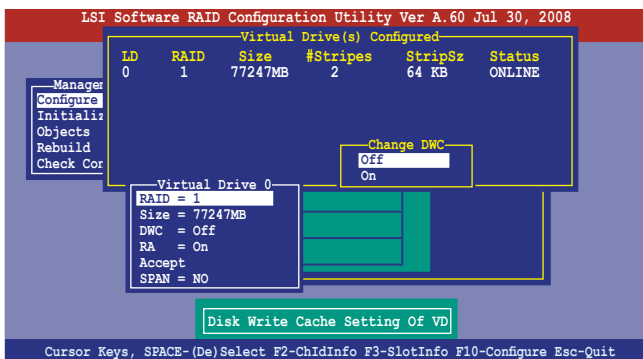 LSI Software RAID Configuration Utility Ver A.60 Jul 30, 2008
Virtual Drive(s) Configured
LD RAID Size #Stripes StripSz Status
0 1 77247MB 2 64 KB ONLINE
Manageme
Configure
Initializ
Objects
Rebuild
Check Con
Change DWC
Off
On
Virtual Drive 0
RAID = 1
Size = 77247MB
DWC = Off
RA = On
Accept
SPAN = NO
Disk Write Cache Setting Of VD
Cursor Keys, SPACE-(De)Select F2-ChIdInfo F3-SlotInfo F10-Configure Esc-Quit